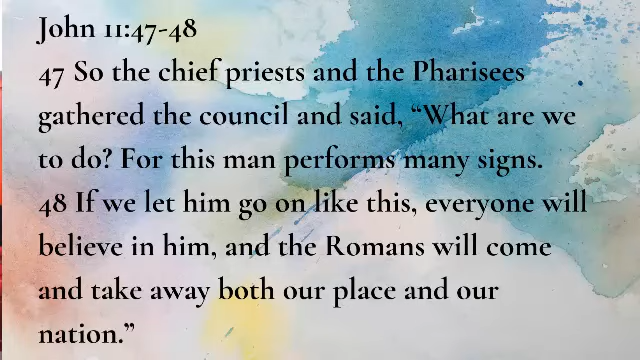 John 11:47-48
47 So the chief priests and the Pharisees
gathered the council and said, “What are we
to do? For this man performs many signs.
48 If we let him go on like this, everyone will
believe in him, and the Romans will come
and take away both our place and our
nation.”